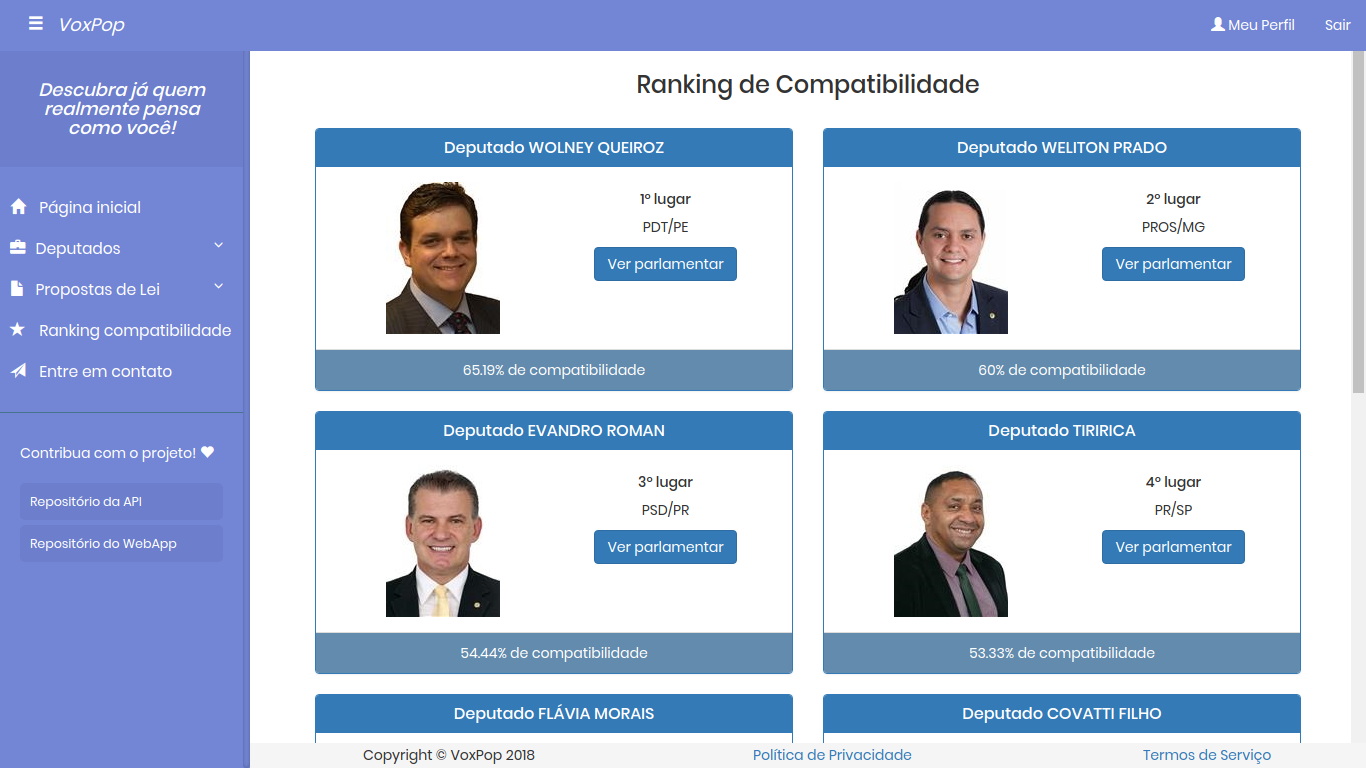 VoxPop
Meu Perfil
Sair
Descubra já quem
realmente pensa
como você!
Página inicial
Deputados
Propostas de Lei
Ranking compatibilidade
Entre em contato
Contribua com o projeto!
Repositório da API
Repositório do WebApp
Ranking de Compatibilidade
Deputado WOLNEY QUEIROZ
1º lugar
PDT/PE
Ver parlamentar
65.19% de compatibilidade
Deputado WELITON PRADO
2º lugar
PROS/MG
Ver parlamentar
60% de compatibilidade
Deputado EVANDRO ROMAN
3º lugar
PSD/PR
Ver parlamentar
54.44% de compatibilidade
Deputado TIRIRICA
4º lugar
PR/SP
Ver parlamentar
53.33% de compatibilidade
Deputado FLÁVIA MORAIS
Deputado COVATTI FILHO
Copyright © VoxPop 2018
Política de Privacidade
Termos de Serviço